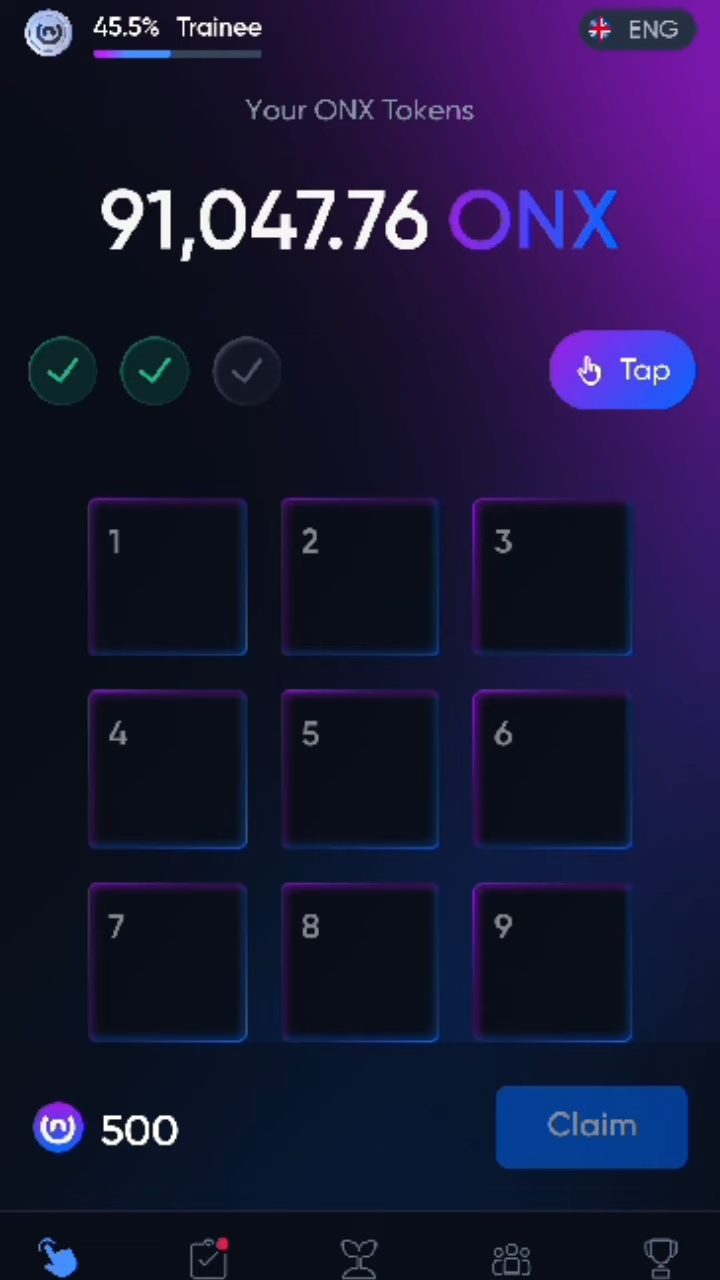 45.5% Trainee
ENG
Your ONX Tokens
91,047.76 ONX
Tap
1 2 3
4 5 6
7 8 9
500
Claim